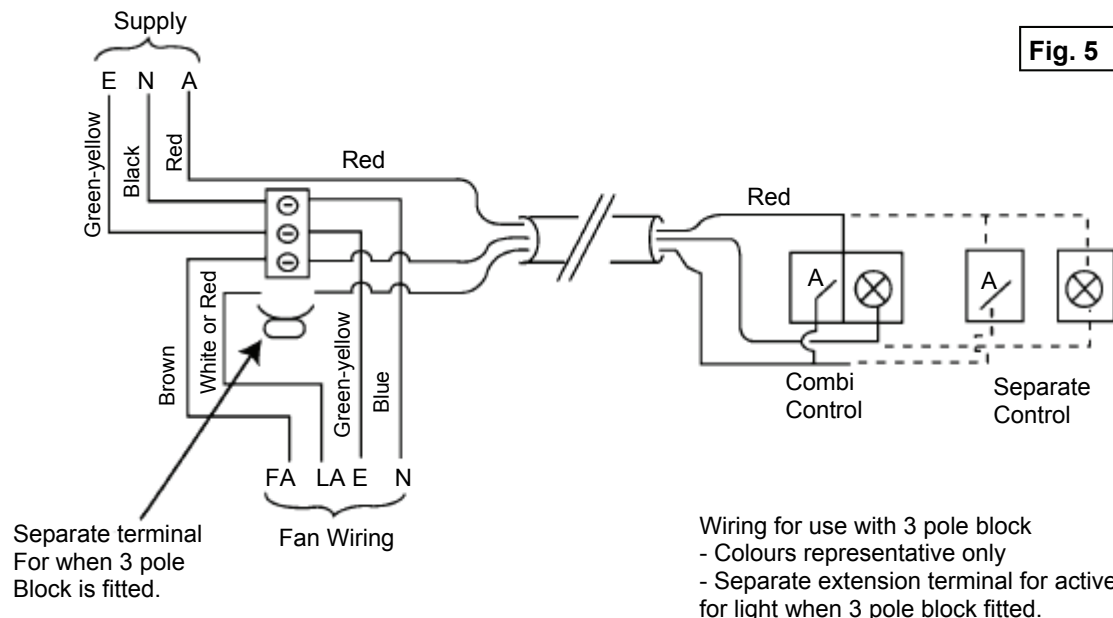 Supply
Fig. 5
E N A
Green-yellow
Black
Red
Red
Red
A
A
Brown
White or Red
Green-yellow
Blue
Combi
Control
Separate
Control
FA LA E N
Fan Wiring
Separate terminal
For when 3 pole
Block is fitted.
Wiring for use with 3 pole block
- Colours representative only
- Separate extension terminal for active
for light when 3 pole block fitted.